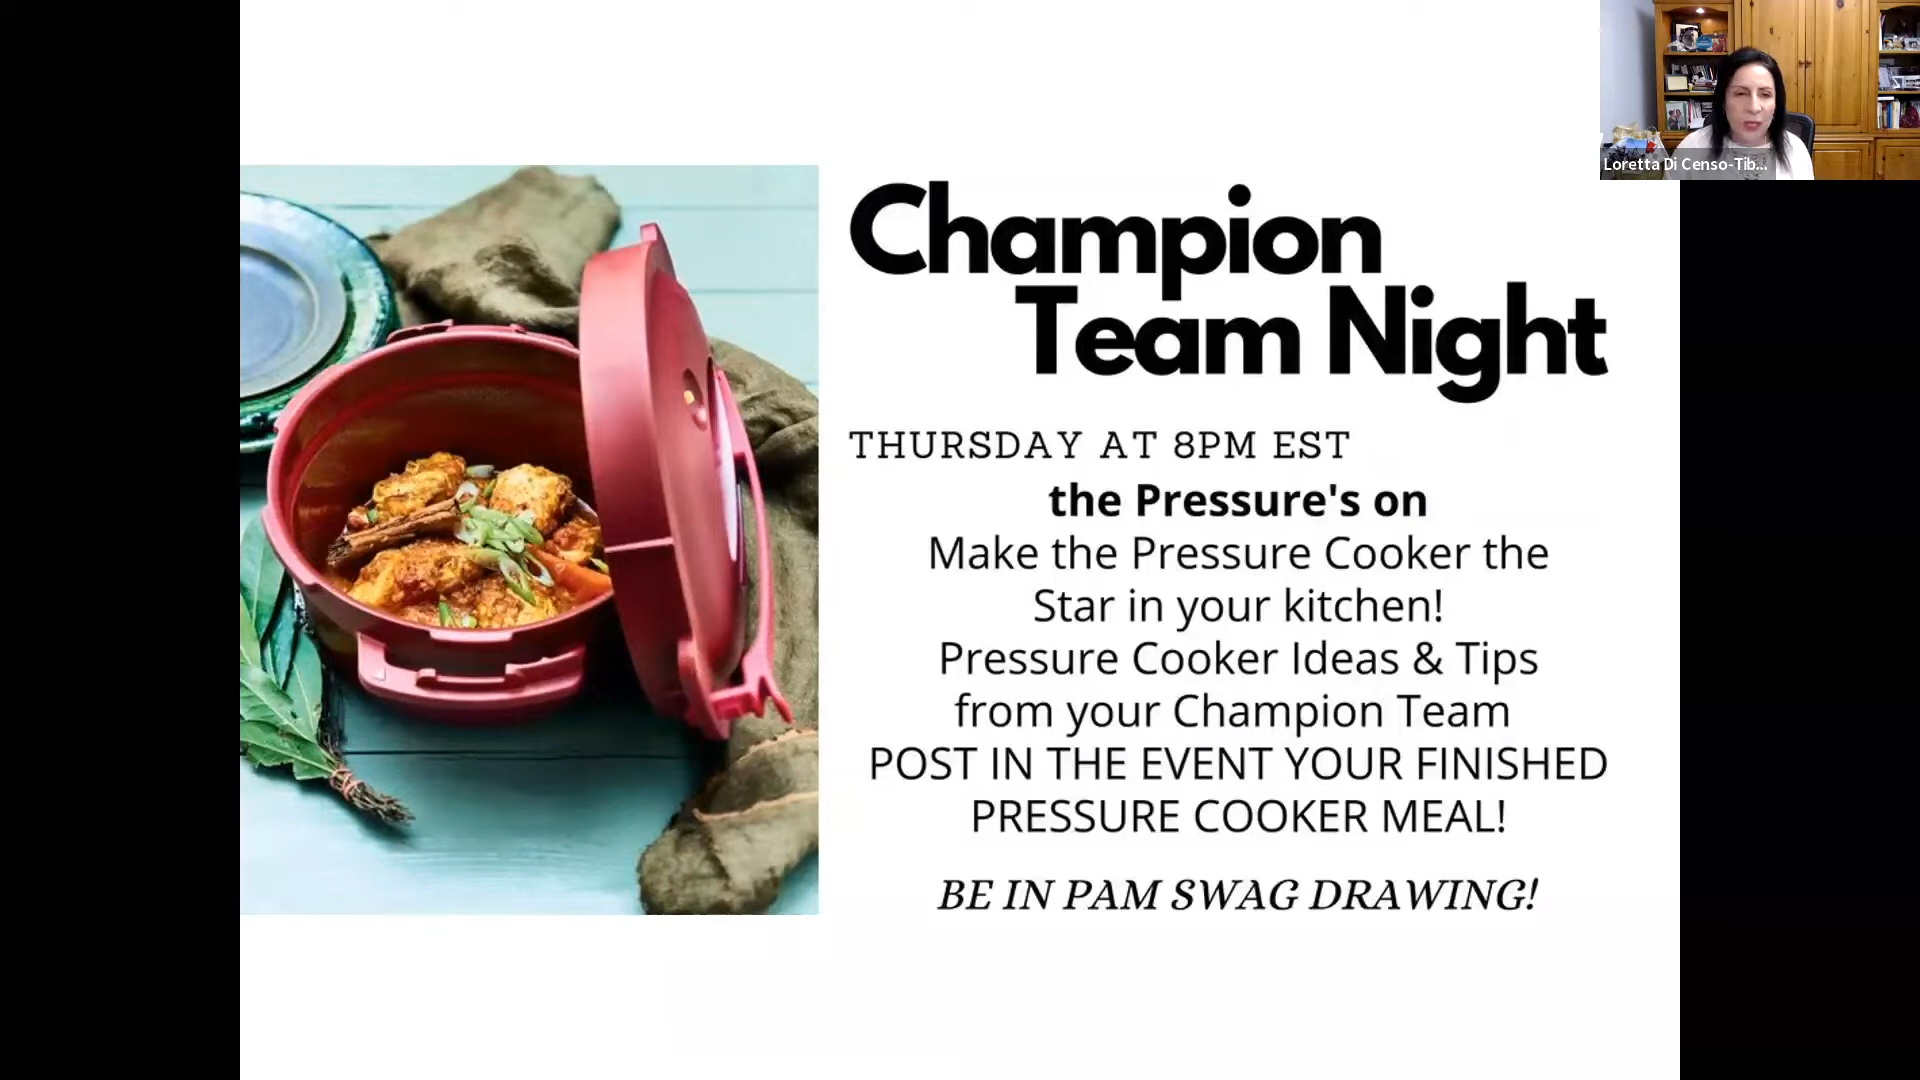 Loretta Di Censo-Tib...
Champion
Team Night
THURSDAY AT 8PM EST
the Pressure's on
Make the Pressure Cooker the
Star in your kitchen!
Pressure Cooker Ideas & Tips
from your Champion Team
POST IN THE EVENT YOUR FINISHED
PRESSURE COOKER MEAL!
BE IN PAM SWAG DRAWING!